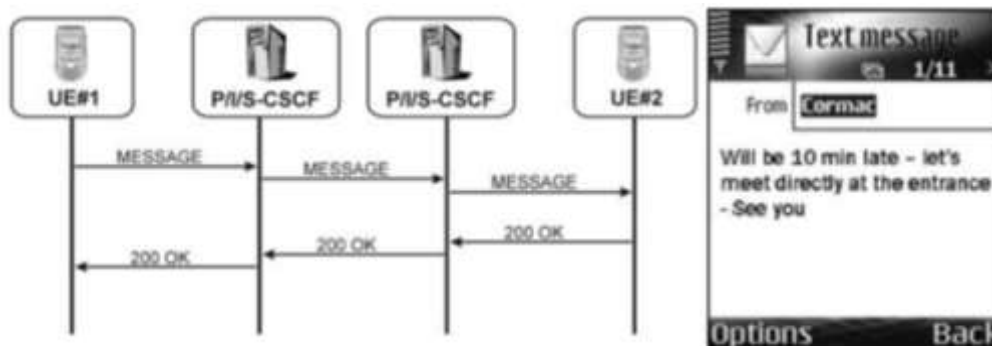 UE#1
P/I/S-CSCF
P/I/S-CSCF
UE#2
MESSAGE
MESSAGE
MESSAGE
200 OK
200 OK
200 OK
Text message
1/11
From Cormac
Will be 10 min late – let's
meet directly at the entrance
- See you
Options Back